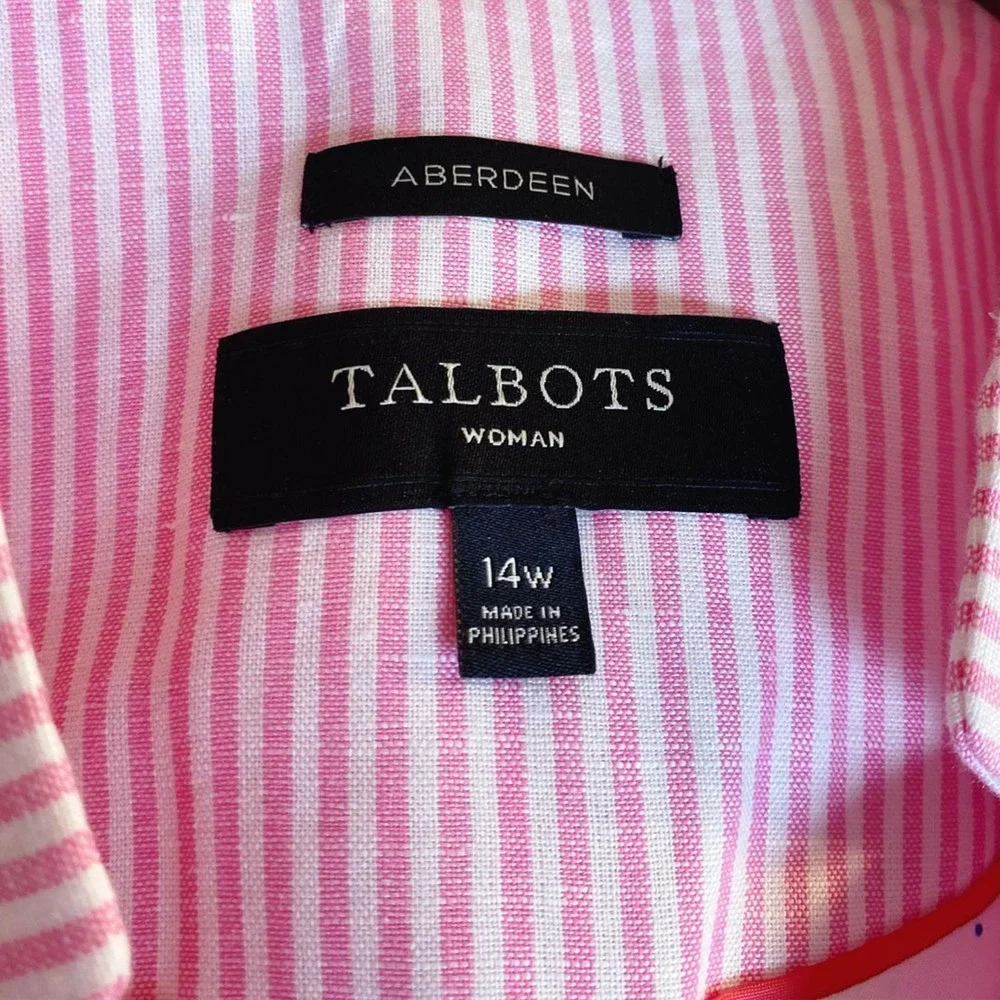 ABERDEEN
TALBOTS
WOMAN
14W
MADE IN
PHILIPPINES